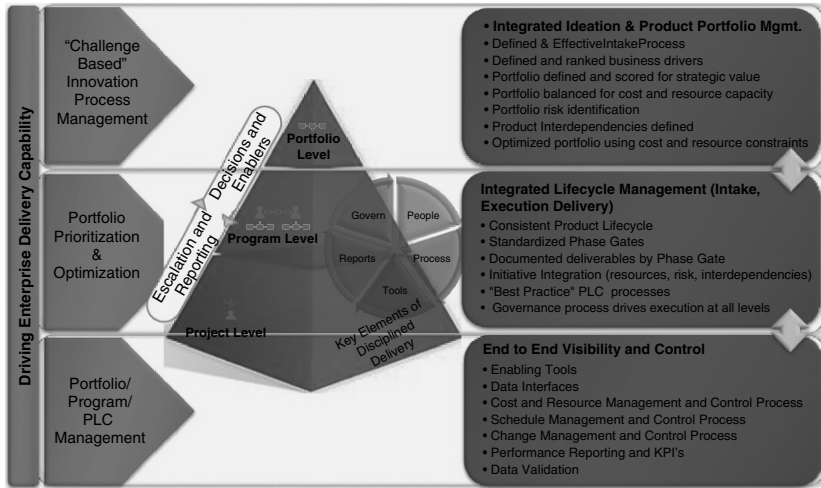 Driving Enterprise Delivery Capability
“Challenge
Based”
Innovation
Process
Management
Portfolio
Prioritization
&
Optimization
Portfolio/
Program/
PLC
Management
Decisions and
Enablers
Escalation and
Reporting
Portfolio
Level
Program Level
Project Level
Govern
People
Reports
Process
Tools
Key Elements of
Disciplined
Delivery
• Integrated Ideation & Product Portfolio Mgmt.
• Defined & EffectiveIntakeProcess
• Defined and ranked business drivers
• Portfolio defined and scored for strategic value
• Portfolio balanced for cost and resource capacity
• Portfolio risk identification
• Product Interdependencies defined
• Optimized portfolio using cost and resource constraints
Integrated Lifecycle Management (Intake,
Execution Delivery)
• Consistent Product Lifecycle
• Standardized Phase Gates
• Documented deliverables by Phase Gate
• Initiative Integration (resources, risk, interdependencies)
• "Best Practice" PLC processes
• Governance process drives execution at all levels
End to End Visibility and Control
• Enabling Tools
• Data Interfaces
• Cost and Resource Management and Control Process
• Schedule Management and Control Process
• Change Management and Control Process
• Performance Reporting and KPI's
• Data Validation